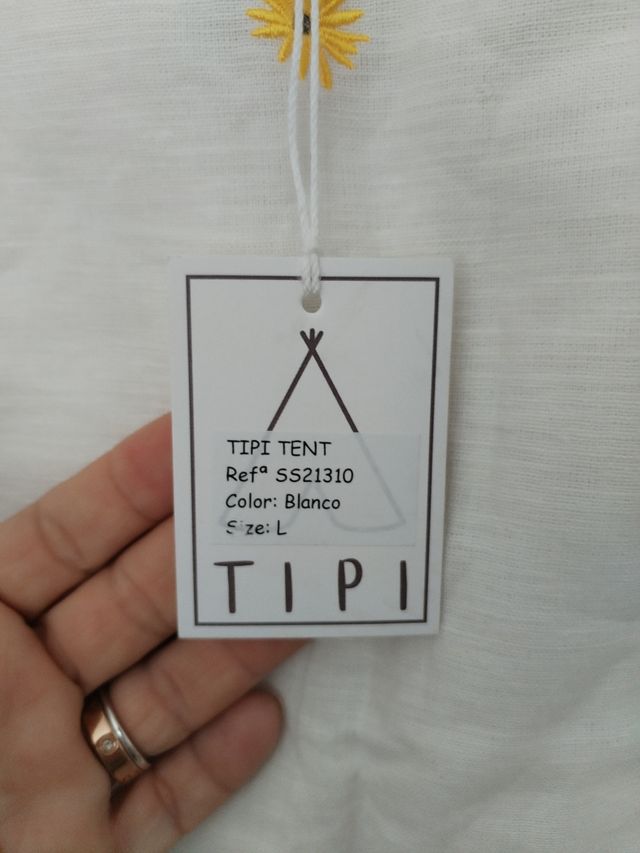 TIPI TENT
Refª SS21310
Color: Blanco
Size: L
TIPI